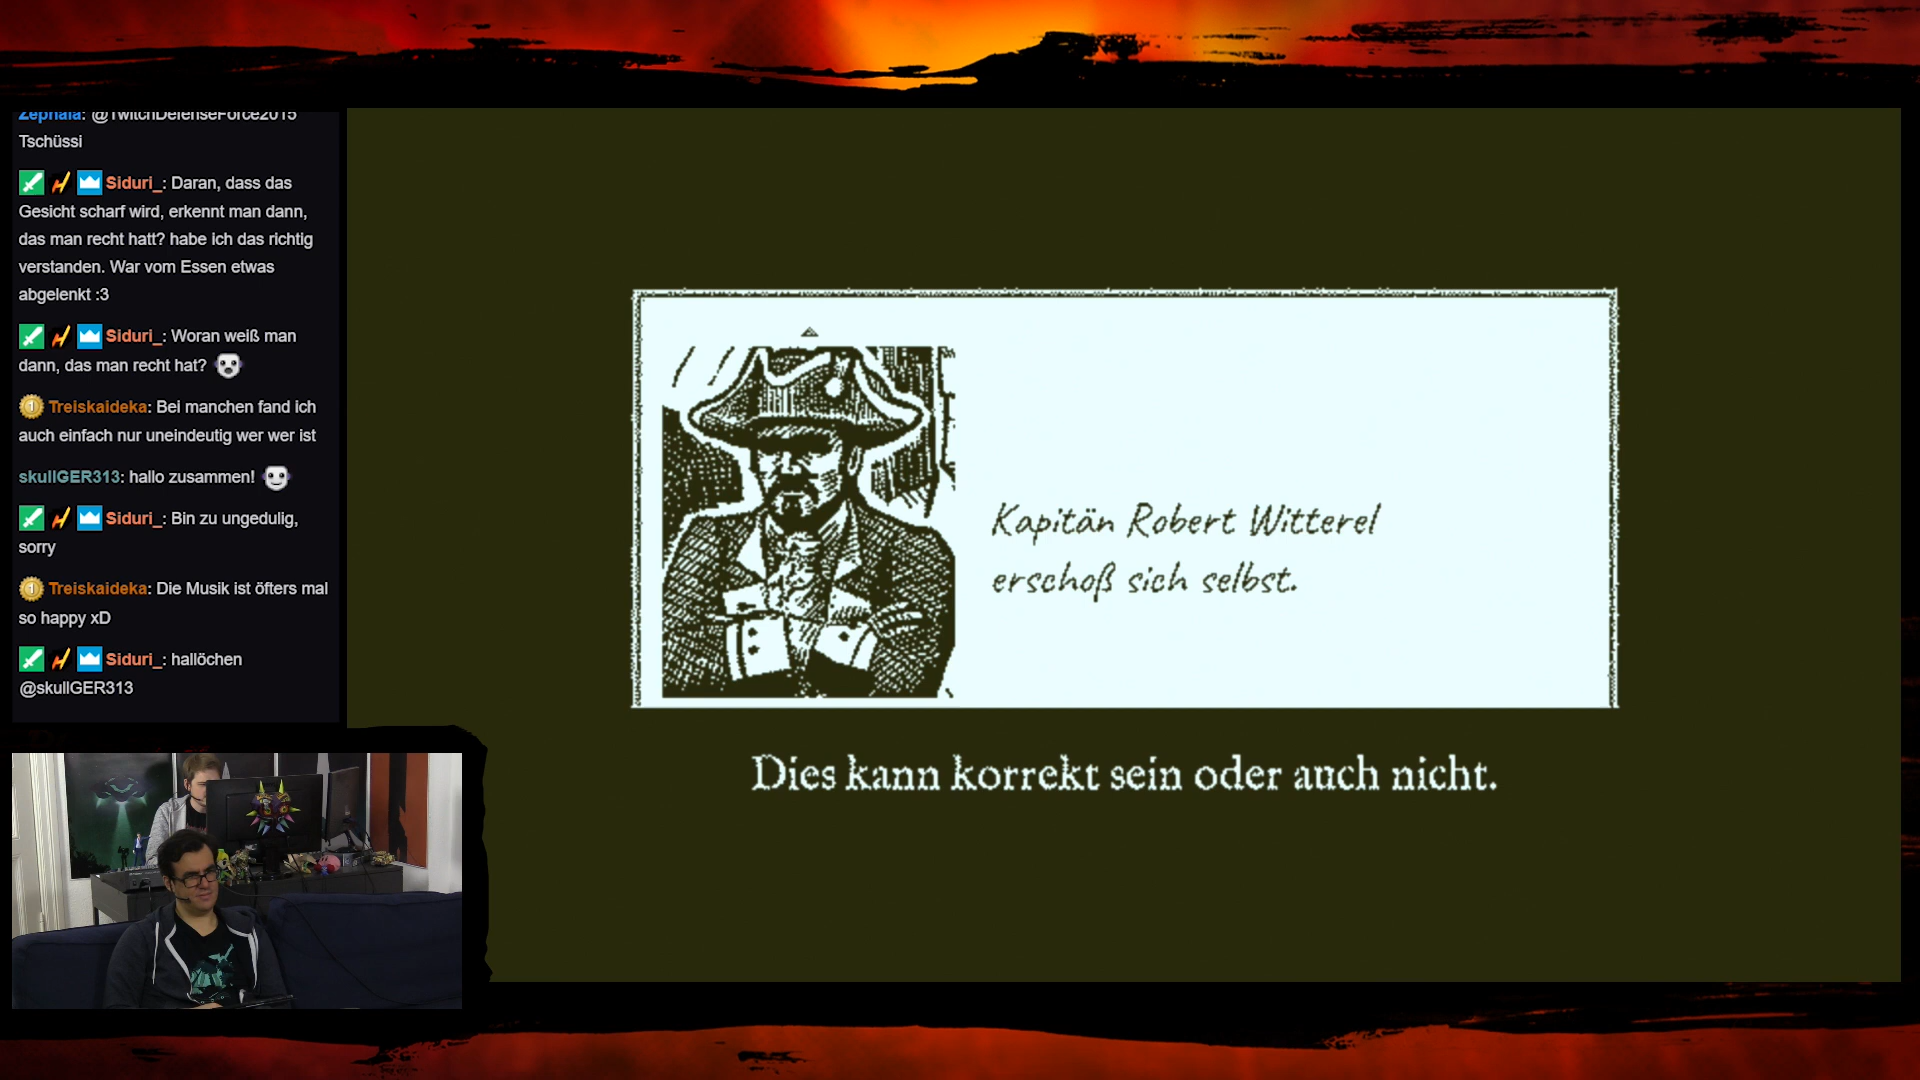 Zephala: @TwitchDefenseForce2015
Tschüssi
Siduri_: Daran, dass das
Gesicht scharf wird, erkennt man dann,
das man recht hatt? habe ich das richtig
verstanden. War vom Essen etwas
abgelenkt :3
Siduri_: Woran weiß man
dann, das man recht hat?
Treiskaideka: Bei manchen fand ich
auch einfach nur uneindeutig wer wer ist
skullGER313: hallo zusammen!
Siduri_: Bin zu ungedulig,
sorry
Treiskaideka: Die Musik ist öfters mal
so happy xD
Siduri_: hallöchen
@skullGER313
Kapitän Robert Witterel
erschoß sich selbst.
Dies kann korrekt sein oder auch nicht.